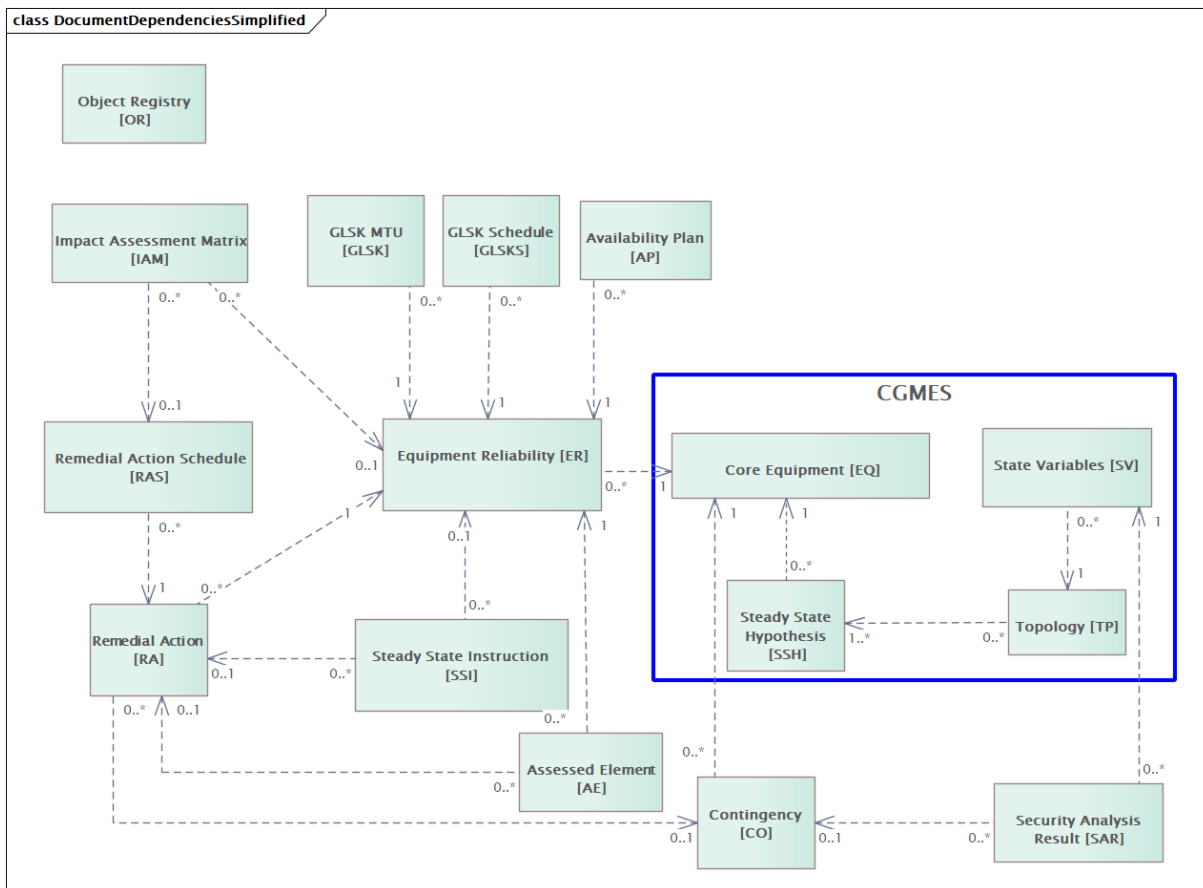 class DocumentDependenciesSimplified
Object Registry
[OR]
Impact Assessment Matrix
[IAM]
GLSK MTU
[GLSK]
GLSK Schedule
[GLSKS]
Availability Plan
[AP]
0..*
0..*
0..*
0..*
0..*
0..1
1
1
1
0..1
CGMES
Remedial Action Schedule
[RAS]
Equipment Reliability [ER]
0..*
1
Core Equipment [EQ]
State Variables [SV]
0..*
1
0..*
1
0..1
1
1
1
0..*
1
0..*
0..*
0..*
1
Remedial Action
[RA]
Steady State Instruction
[SSI]
Steady State
Hypothesis
[SSH]
Topology [TP]
1..*
0..*
0..1
0..*
0..*
0..1
0..*
Assessed Element
[AE]
0..*
0..*
0..*
Contingency
[CO]
Security Analysis
Result [SAR]
0..1
0..1
0..*